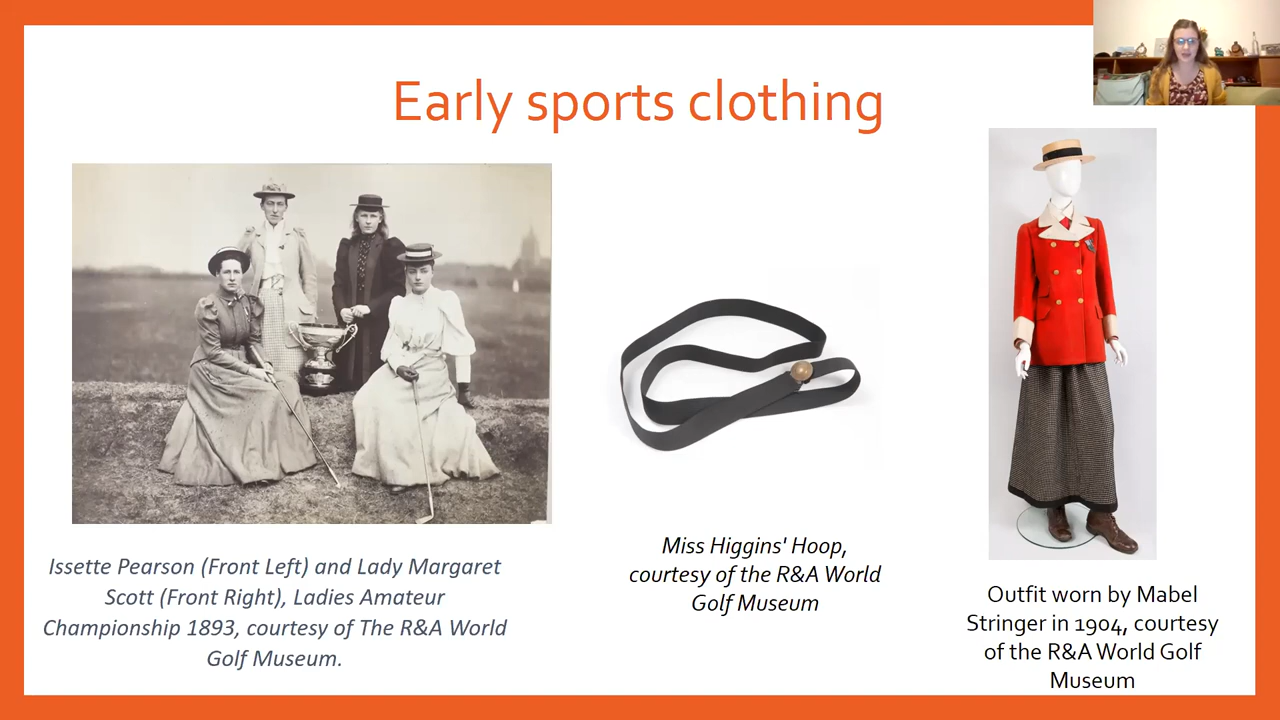 Early sports clothing
Issette Pearson (Front Left) and Lady Margaret
Scott (Front Right), Ladies Amateur
Championship 1893, courtesy of The R&A World
Golf Museum.
Miss Higgins' Hoop,
courtesy of the R&A World
Golf Museum
Outfit worn by Mabel
Stringer in 1904, courtesy
of the R&A World Golf
Museum